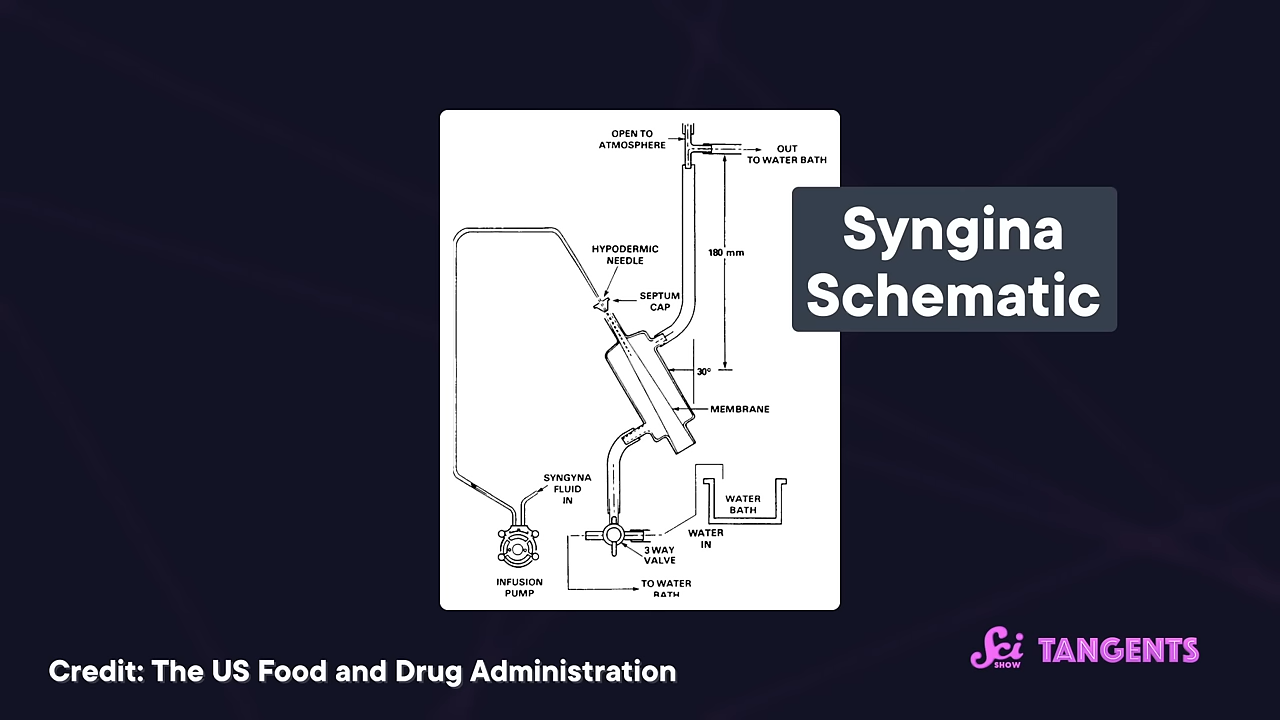 OPEN TO
ATMOSPHERE
OUT
TO WATER BATH
Syngina
Schematic
180 mm
HYPODERMIC
NEEDLE
SEPTUM
CAP
30°
MEMBRANE
SYNGYNA
FLUID
IN
WATER
BATH
WATER
IN
3 WAY
VALVE
INFUSION
PUMP
TO WATER
BATH
Sci
SHOW
TANGENTS
Credit: The US Food and Drug Administration